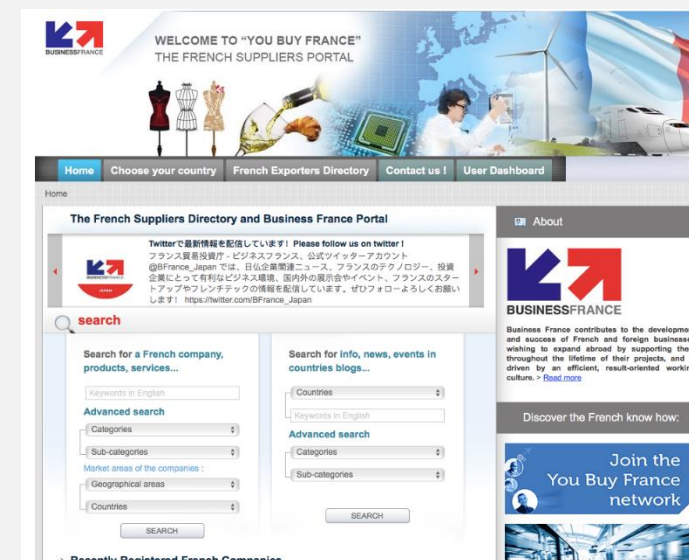 BUSINESSFRANCE
WELCOME TO “YOU BUY FRANCE”
THE FRENCH SUPPLIERS PORTAL
Home
Choose your country
French Exporters Directory
Contact us !
User Dashboard
Home
The French Suppliers Directory and Business France Portal
Twitterで最新情報を配信しています! Please follow us on twitter !
フランス貿易投資庁 - ビジネスフランス、公式ツイッターアカウント
@BFrance_Japan では、日仏企業間連ニュース、フランスのテクノロジー、投資
企業にとって有利なビジネス環境、国内外の展示会やイベント、フランスのスター
トアップやフレンチテックの情報を配信しています。ぜひフォローよろしくお願い
します! https://twitter.com/BFrance_Japan
search
Search for a French company,
products, services...
Keywords in English
Advanced search
Categories
Sub-categories
Market areas of the companies :
Geographical areas
Countries
SEARCH
Search for info, news, events in
countries blogs...
Countries
Keywords in English
Advanced search
Categories
Sub-categories
SEARCH
Recently Registered French Companies
About
BUSINESSFRANCE
Business France contributes to the developme
and success of French and foreign businesse
wishing to expand abroad by supporting the
throughout the lifetime of their projects, and
driven by an efficient, result-oriented workin
culture. > Read more
Discover the French know how:
Join the
You Buy France
network